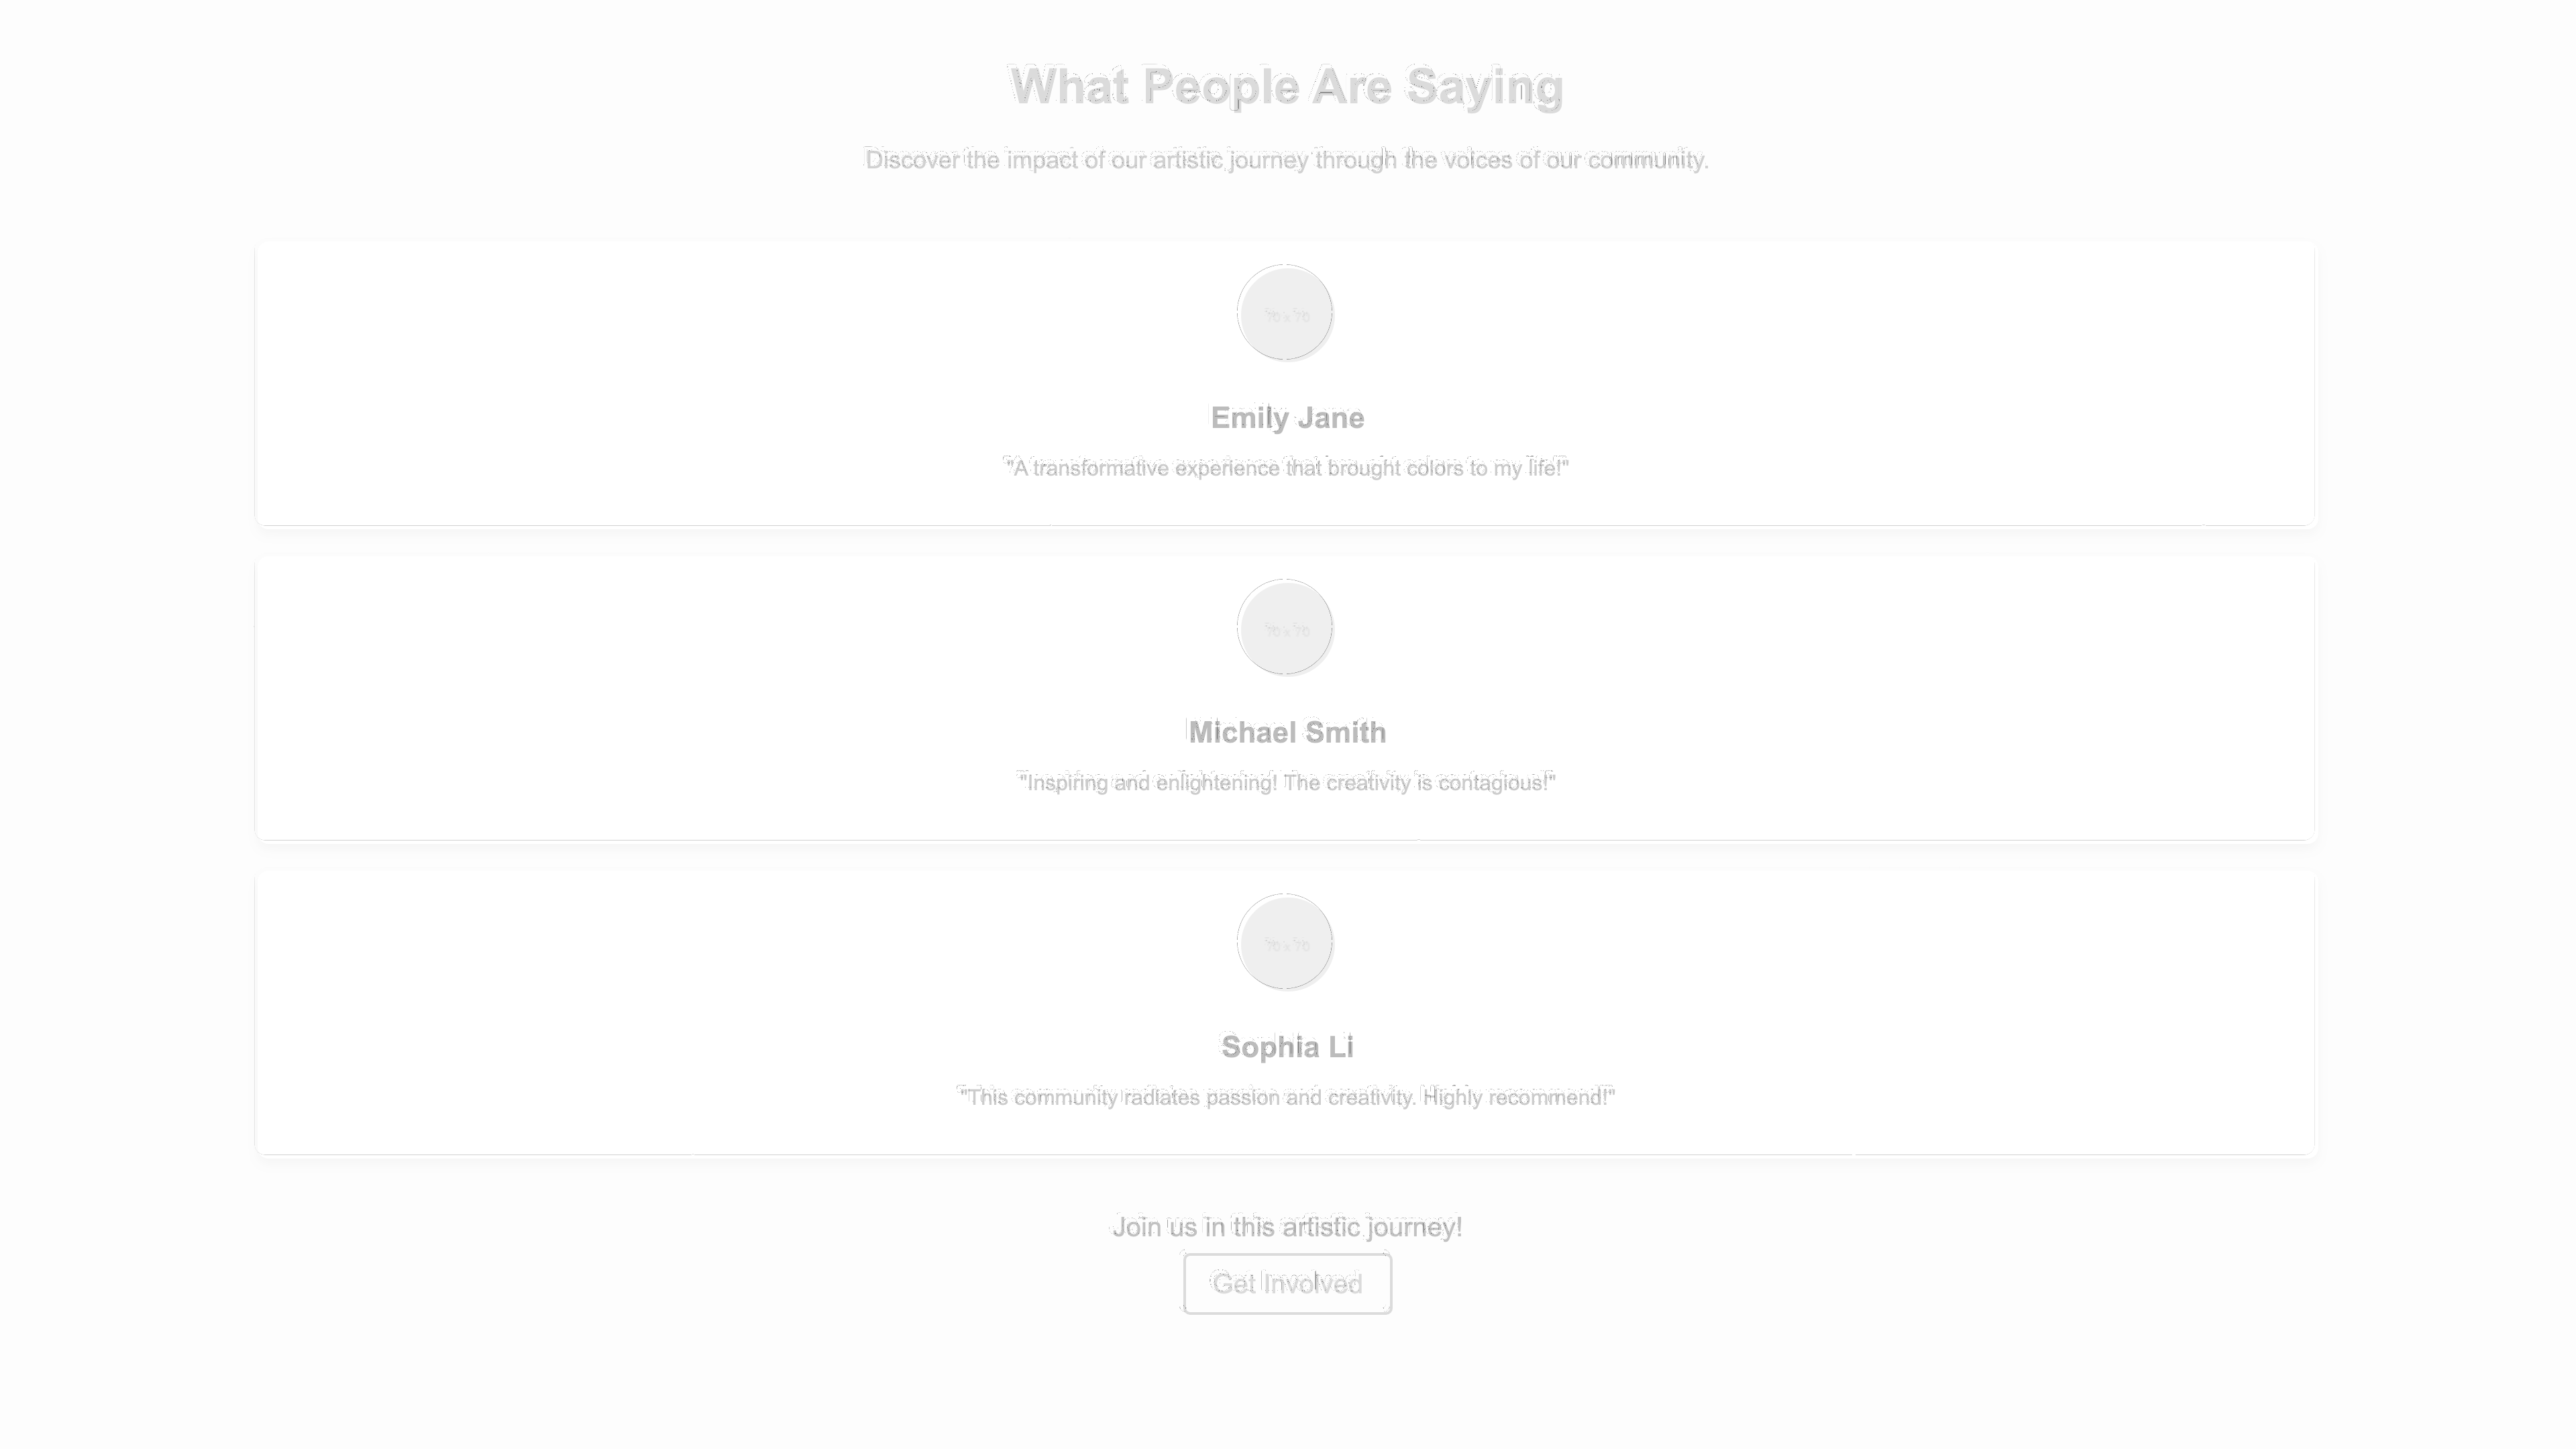 What People Are Saying
Discover the impact of our artistic journey through the voices of our community.
70 x 70
Emily Jane
"A transformative experience that brought colors to my life!"
70 x 70
Michael Smith
"Inspiring and enlightening! The creativity is contagious!"
70 x 70
Sophia Li
"This community radiates passion and creativity. Highly recommend!"
Join us in this artistic journey!
Get Involved